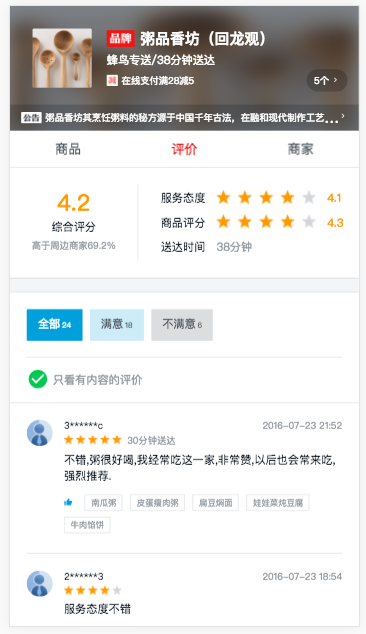 品牌 粥品香坊（回龙观）
蜂鸟专送/38分钟送达
减 在线支付满28减5
5个 >
公告 粥品香坊其烹饪粥料的秘方源于中国千年古法，在融和现代制作工艺... >
商品 评价 商家
4.2
综合评分
高于周边商家69.2%
服务态度 4.1
商品评分 4.3
送达时间 38分钟
全部 24 满意 18 不满意 6
只看有内容的评价
3******c 2016-07-23 21:52
30分钟送达
不错,粥很好喝,我经常吃这一家,非常赞,以后也会常来吃,
强烈推荐.
南瓜粥 皮蛋瘦肉粥 扁豆焖面 娃娃菜炖豆腐
牛肉馅饼
2******3 2016-07-23 18:54
服务态度不错